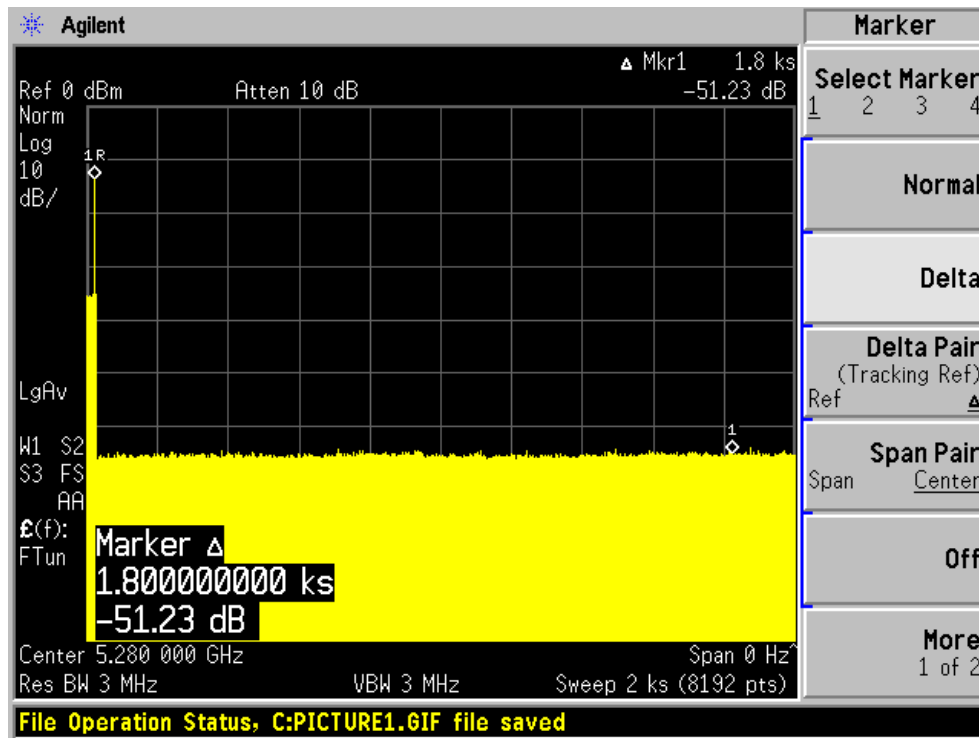 Agilent
Marker
Δ Mkr1 1.8 ks
Ref 0 dBm Atten 10 dB −51.23 dB
Norm
Log
10
dB/
1R
LgAv
1
W1 S2
S3 FS
AA
£(f):
FTun
Marker Δ
1.800000000 ks
−51.23 dB
Center 5.280 000 GHz Span 0 Hz^
Res BW 3 MHz VBW 3 MHz Sweep 2 ks (8192 pts)
File Operation Status, C:PICTURE1.GIF file saved
Select Marker
1 2 3 4
Normal
Delta
Delta Pair
(Tracking Ref)
Ref Δ
Span Pair
Span Center
Off
More
1 of 2